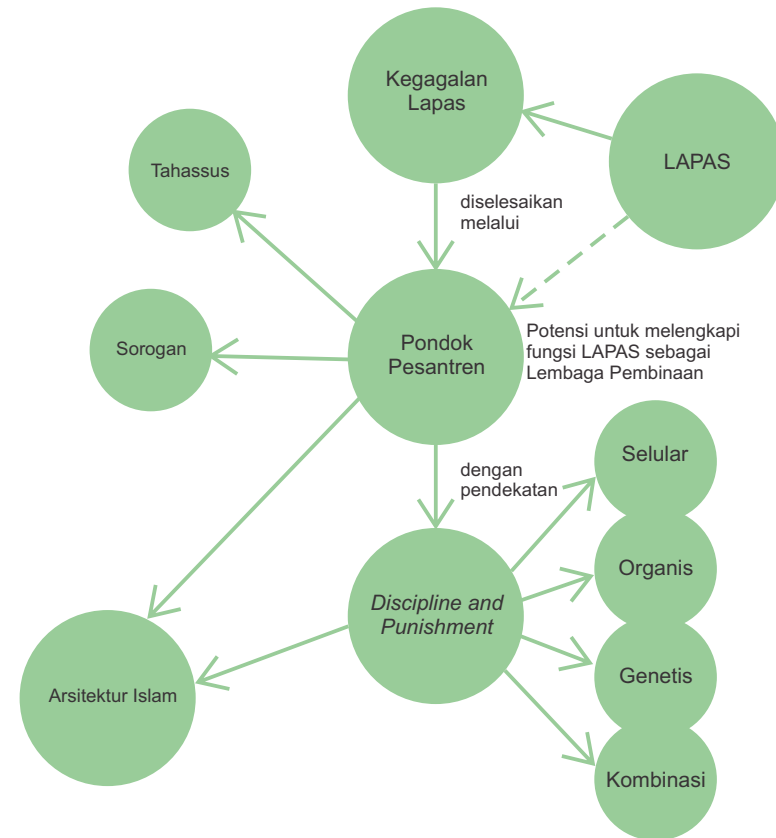 Kegagalan
Lapas
LAPAS
Tahassus
diselesaikan
melalui
Sorogan
Pondok
Pesantren
Potensi untuk melengkapi
fungsi LAPAS sebagai
Lembaga Pembinaan
dengan
pendekatan
Selular
Organis
Discipline and
Punishment
Genetis
Arsitektur Islam
Kombinasi